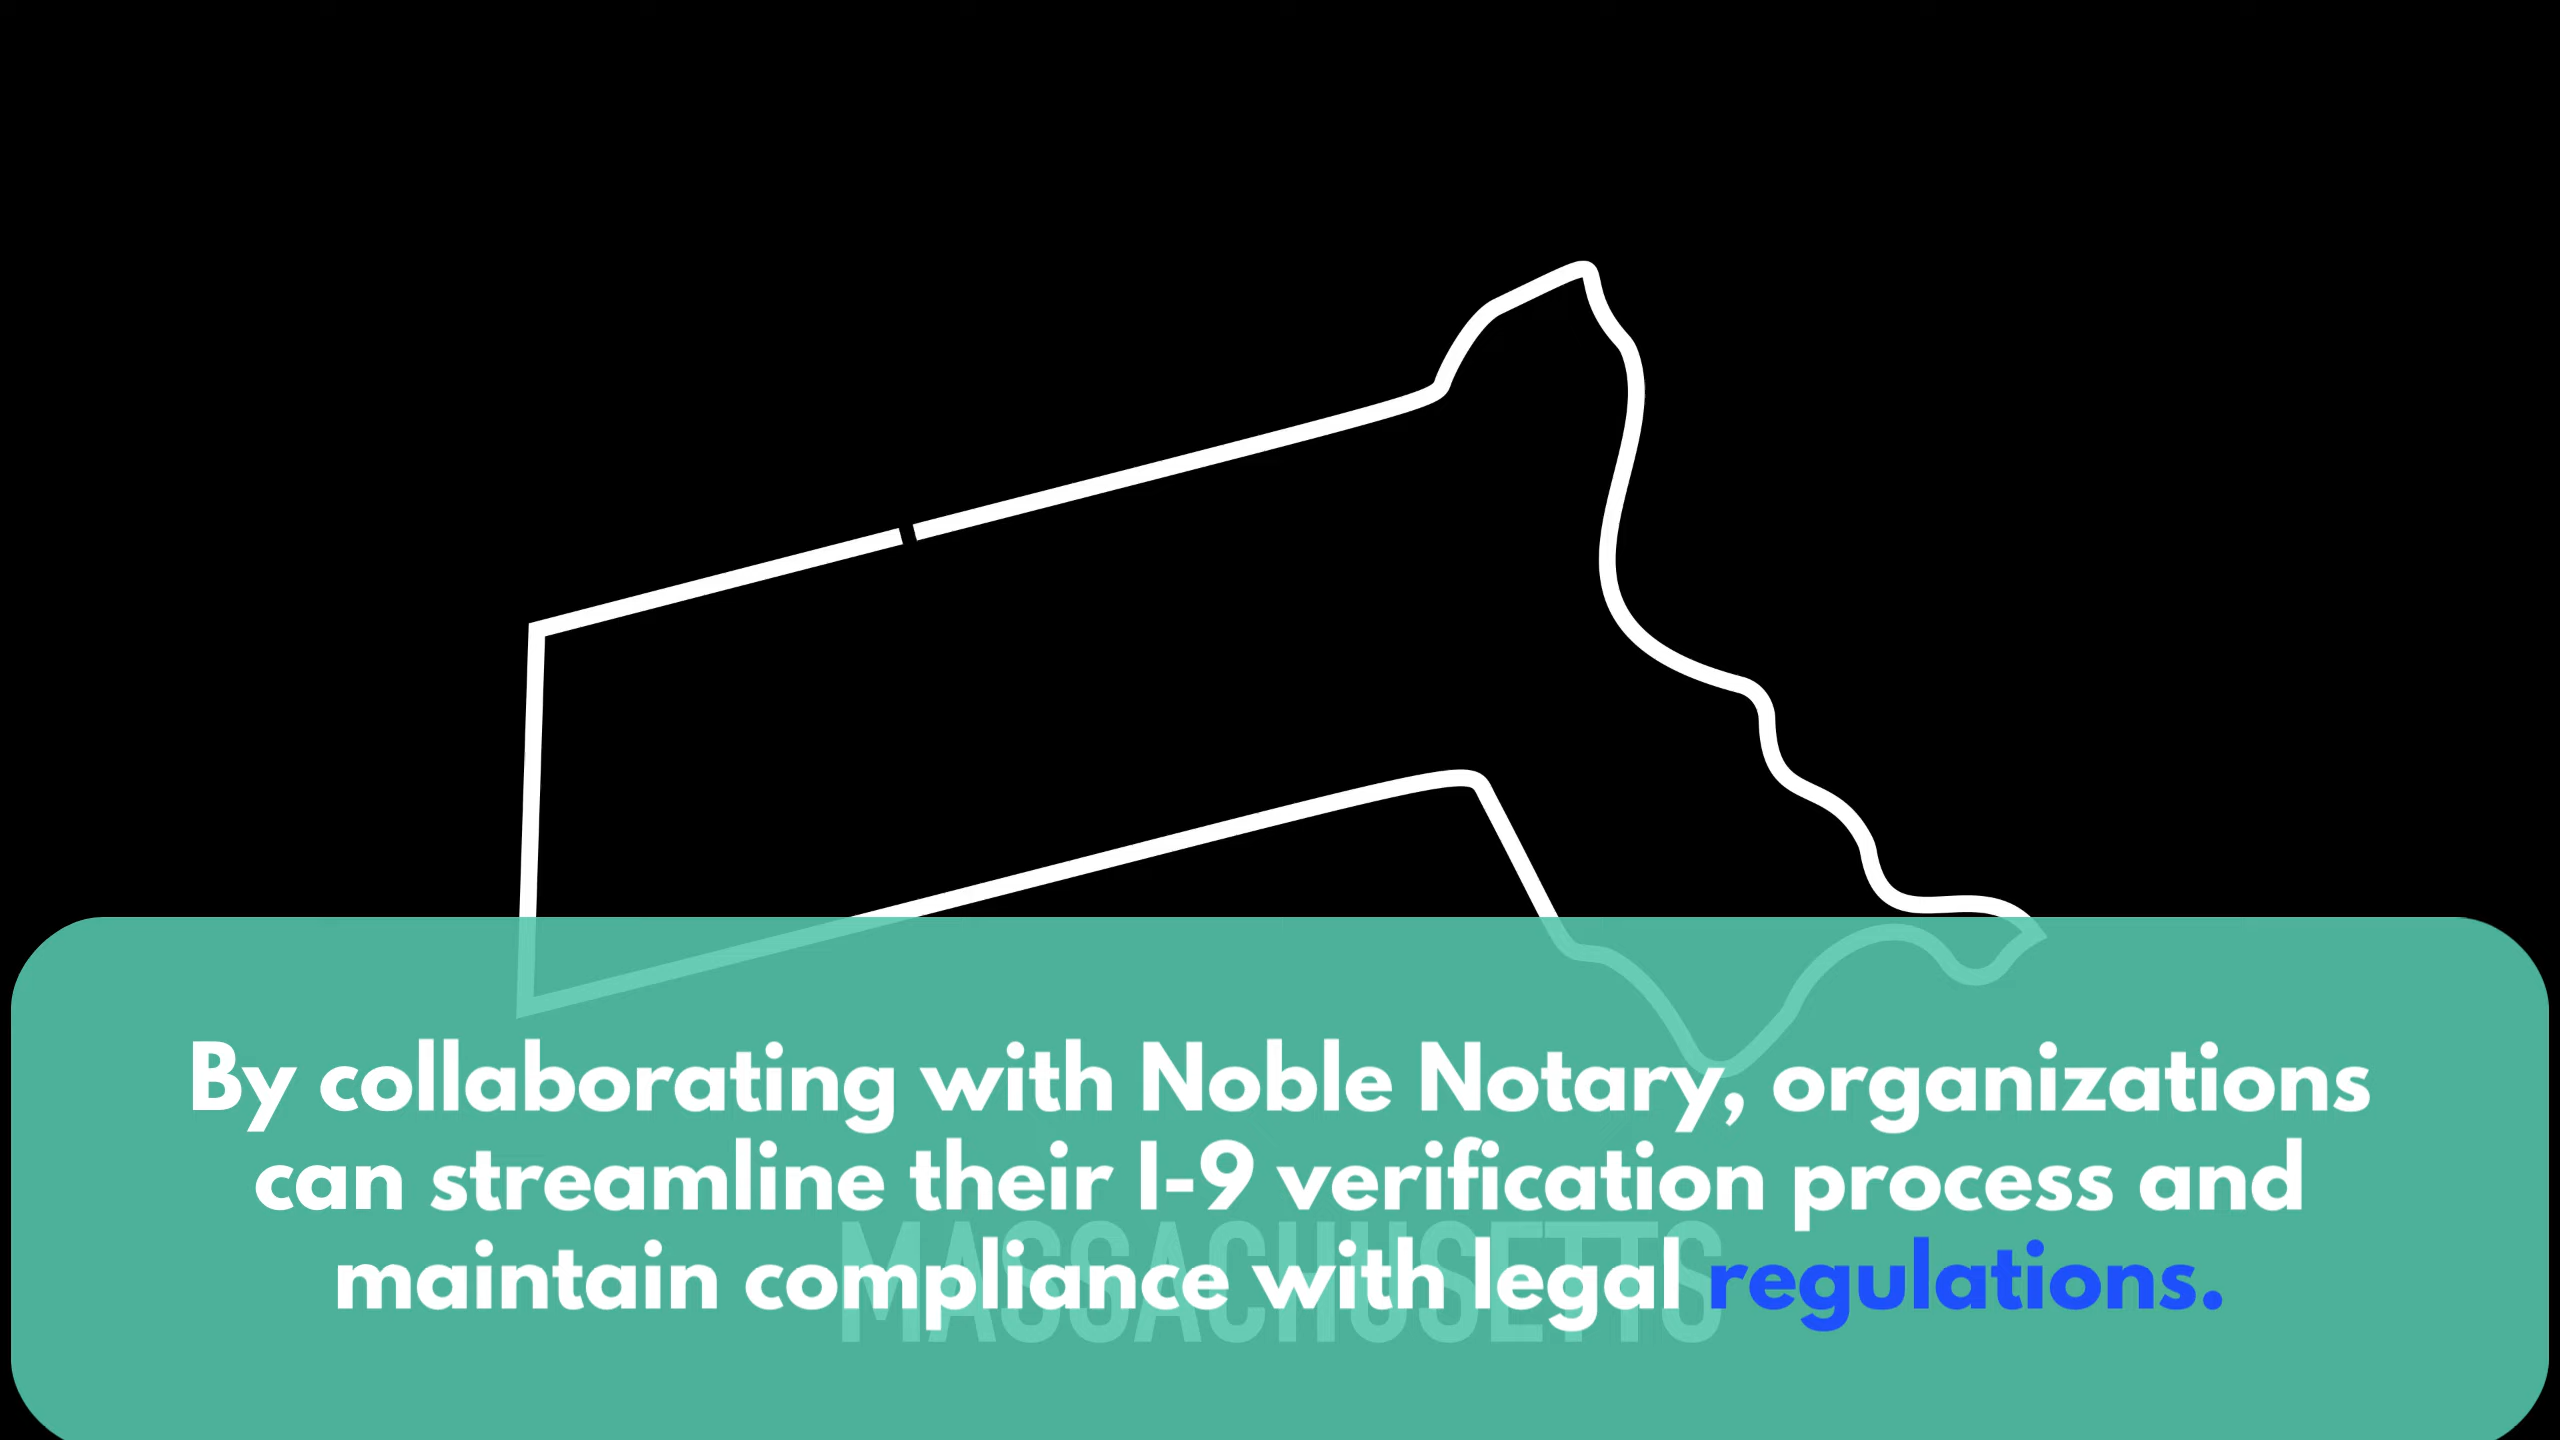 By collaborating with Noble Notary, organizations
can streamline their I-9 verification process and
maintain compliance with legal regulations.
MASSACHUSETTS